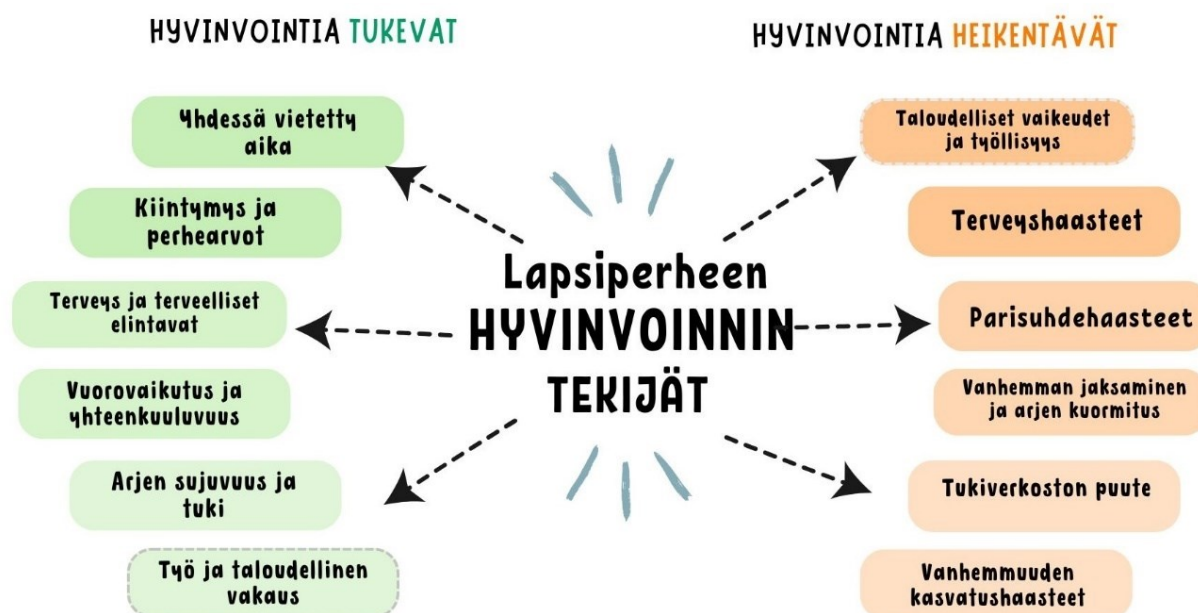 HYVINVOINTIA TUKEVAT
Yhdessä vietetty
aika
Kiintymys ja
perhearvot
Terveys ja terveelliset
elintavat
Vuorovaikutus ja
yhteenkuuluvuus
Arjen sujuvuus ja
tuki
Työ ja taloudellinen
vakaus
Lapsiperheen
HYVINVOINNIN
TEKIJÄT
HYVINVOINTIA HEIKENTÄVÄT
Taloudelliset vaikeudet
ja työllisyys
Terveyshaasteet
Parisuhdehaasteet
Vanhemman jaksaminen
ja arjen kuormitus
Tukiverkoston puute
Vanhemmuuden
kasvatushaasteet